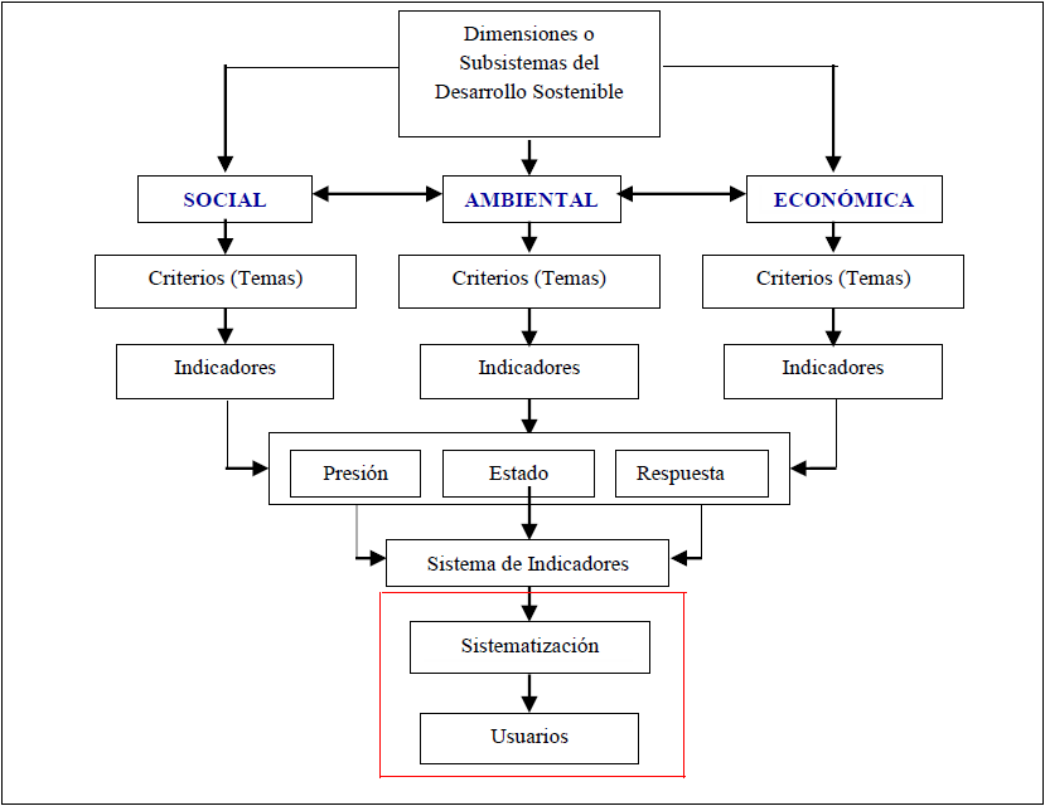 Dimensiones o
Subsistemas del
Desarrollo Sostenible
SOCIAL
AMBIENTAL
ECONÓMICA
Criterios (Temas)
Criterios (Temas)
Criterios (Temas)
Indicadores
Indicadores
Indicadores
Presión
Estado
Respuesta
Sistema de Indicadores
Sistematización
Usuarios